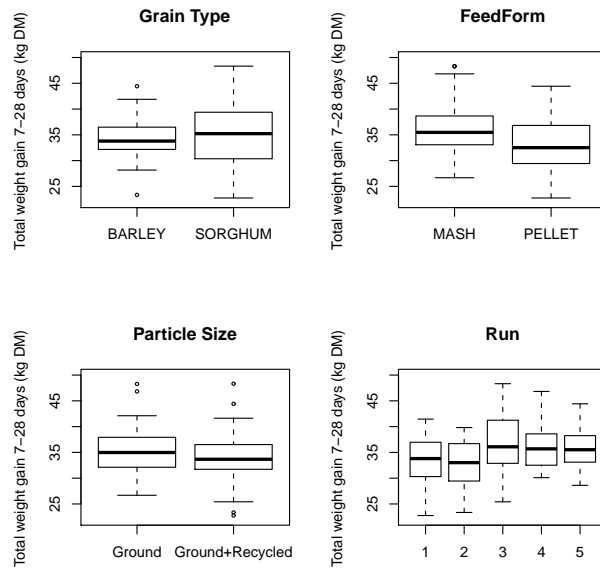 Grain Type
Total weight gain 7−28 days (kg DM)
45
35
25
BARLEY SORGHUM
FeedForm
Total weight gain 7−28 days (kg DM)
45
35
25
MASH PELLET
Particle Size
Total weight gain 7−28 days (kg DM)
45
35
25
Ground Ground+Recycled
Run
Total weight gain 7−28 days (kg DM)
45
35
25
1 2 3 4 5